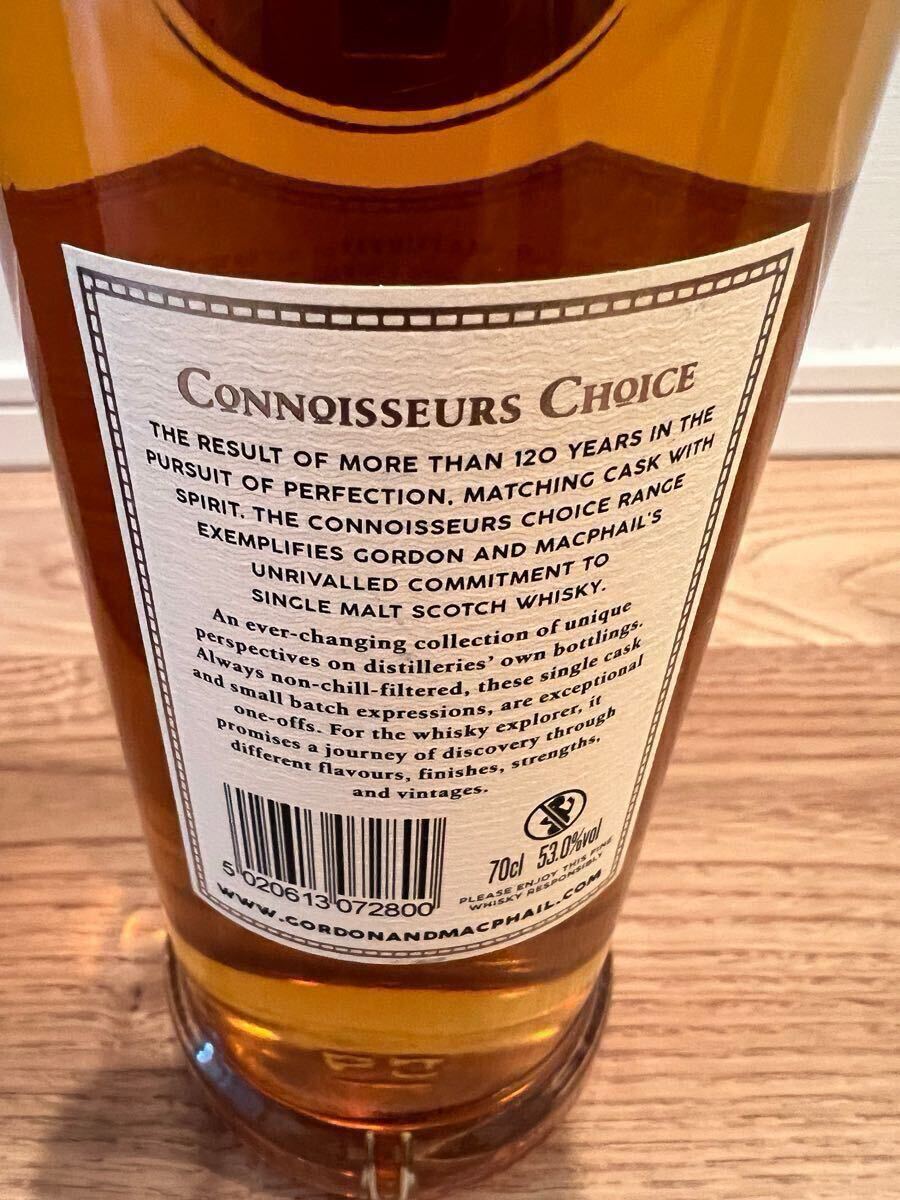 CONNOISSEURS CHOICE
THE RESULT OF MORE THAN 120 YEARS IN THE
PURSUIT OF PERFECTION, MATCHING CASK WITH
SPIRIT. THE CONNOISSEURS CHOICE RANGE
EXEMPLIFIES GORDON AND MACPHAIL'S
UNRIVALLED COMMITMENT TO
SINGLE MALT SCOTCH WHISKY.
An ever-changing collection of unique
perspectives on distilleries' own bottlings.
Always non-chill-filtered, these single cask
and small batch expressions, are exceptional
one-offs. For the whisky explorer, it
promises a journey of discovery through
different flavours, finishes, strengths,
and vintages.
70cl 53.0%vol
PLEASE ENJOY THIS FINE
WHISKY RESPONSIBLY
5 020613 072800
WWW.GORDONANDMACPHAIL.COM